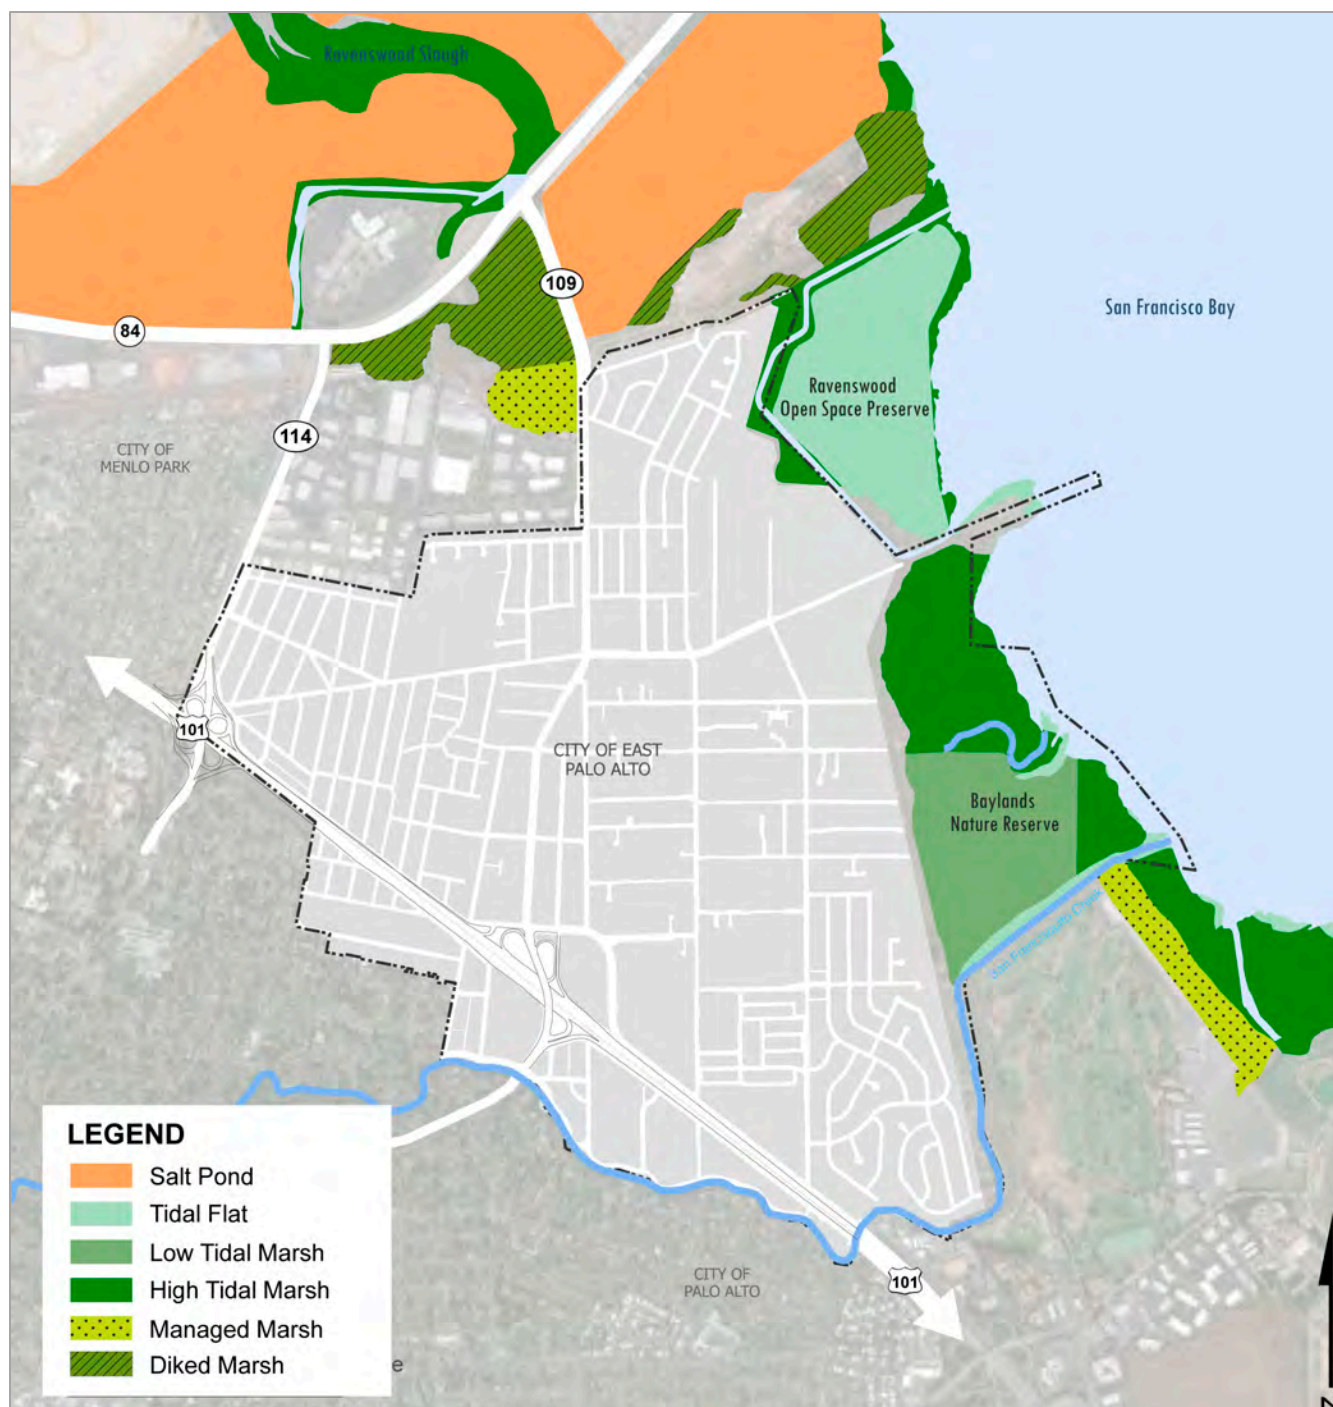 Ravenswood Slough
San Francisco Bay
109
84
Ravenswood
Open Space Preserve
114
CITY OF
MENLO PARK
101
CITY OF EAST
PALO ALTO
Baylands
Nature Reserve
San Francisquito Creek
LEGEND
Salt Pond
Tidal Flat
Low Tidal Marsh
High Tidal Marsh
Managed Marsh
Diked Marsh
e
CITY OF
PALO ALTO
101
N